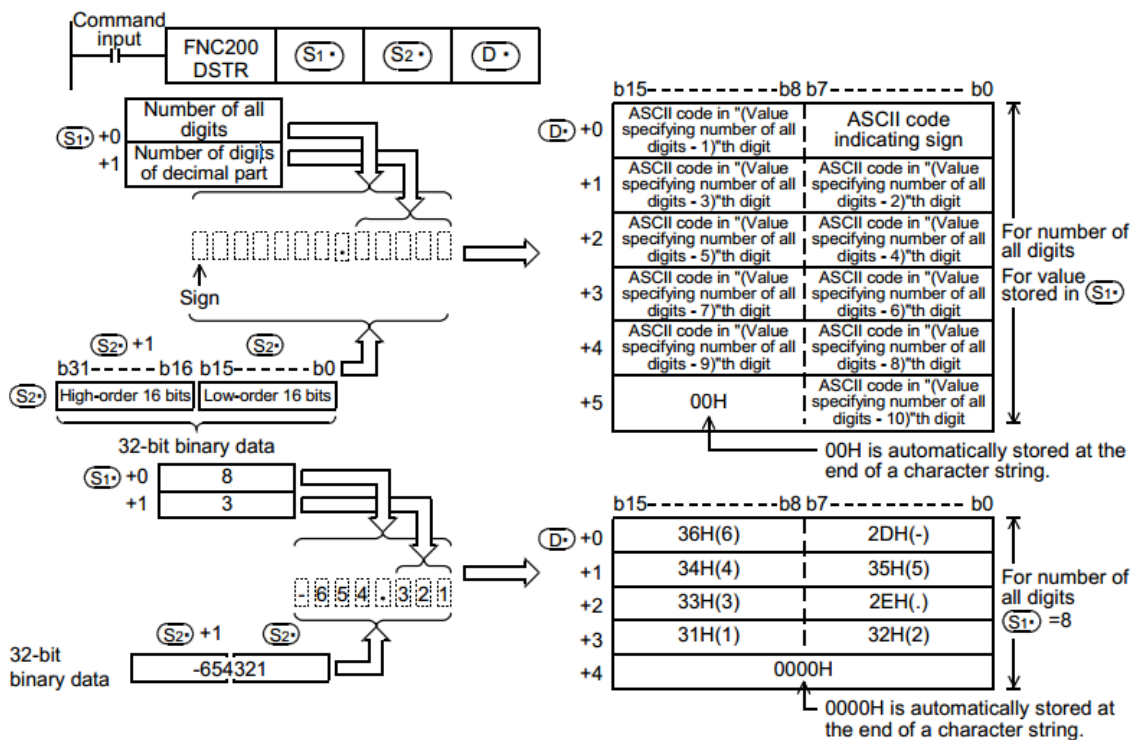 Command
input
FNC200
DSTR
S1•
S2•
D•
Number of all
digits
S1• +0
+1
Number of digits
of decimal part
.
Sign
S2• +1
S2•
b31------b16 b15------b0
S2•
High-order 16 bits
Low-order 16 bits
32-bit binary data
b15--------b8 b7--------b0
D• +0
ASCII code in "(Value
specifying number of all
digits - 1)"th digit
ASCII code
indicating sign
+1
ASCII code in "(Value
specifying number of all
digits - 3)"th digit
ASCII code in "(Value
specifying number of all
digits - 2)"th digit
+2
ASCII code in "(Value
specifying number of all
digits - 5)"th digit
ASCII code in "(Value
specifying number of all
digits - 4)"th digit
+3
ASCII code in "(Value
specifying number of all
digits - 7)"th digit
ASCII code in "(Value
specifying number of all
digits - 6)"th digit
+4
ASCII code in "(Value
specifying number of all
digits - 9)"th digit
ASCII code in "(Value
specifying number of all
digits - 8)"th digit
+5
00H
ASCII code in "(Value
specifying number of all
digits - 10)"th digit
For number of
all digits
For value
stored in S1•
00H is automatically stored at the
end of a character string.
S1• +0
8
+1
3
- 6 5 4 . 3 2 1
S2• +1
S2•
32-bit
binary data
-654321
b15--------b8 b7--------b0
D• +0
36H(6)
2DH(-)
+1
34H(4)
35H(5)
+2
33H(3)
2EH(.)
+3
31H(1)
32H(2)
+4
0000H
For number of
all digits
S1• =8
0000H is automatically stored at
the end of a character string.